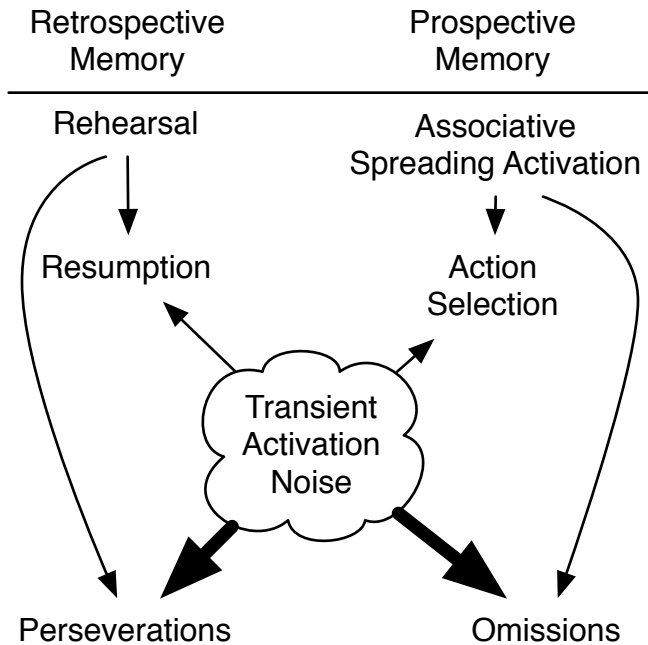 Retrospective
Memory
Prospective
Memory
Rehearsal
Associative
Spreading Activation
Resumption
Action
Selection
Transient
Activation
Noise
Perseverations
Omissions